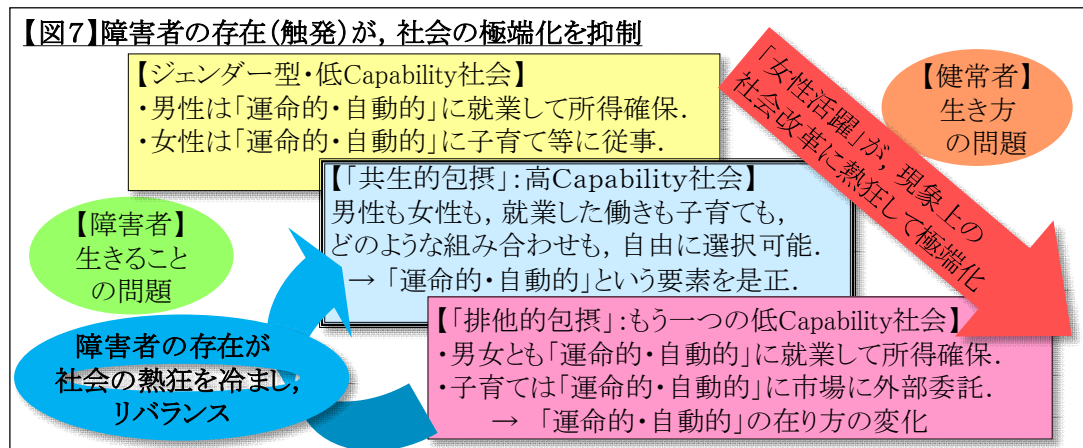 【図7】障害者の存在(触発)が，社会の極端化を抑制
【ジェンダー型・低Capability社会】
・男性は「運命的・自動的」に就業して所得確保．
・女性は「運命的・自動的」に子育て等に従事．
「女性活躍」が，現象上の
社会改革に熱狂して極端化
【健常者】
生き方
の問題
【「共生的包摂」：高Capability社会】
男性も女性も，就業した働きも子育ても，
どのような組み合わせも，自由に選択可能．
→ 「運命的・自動的」という要素を是正．
【障害者】
生きること
の問題
障害者の存在が
社会の熱狂を冷まし，
リバランス
【「排他的包摂」：もう一つの低Capability社会】
・男女とも「運命的・自動的」に就業して所得確保．
・子育ては「運命的・自動的」に市場に外部委託．
→ 「運命的・自動的」の在り方の変化